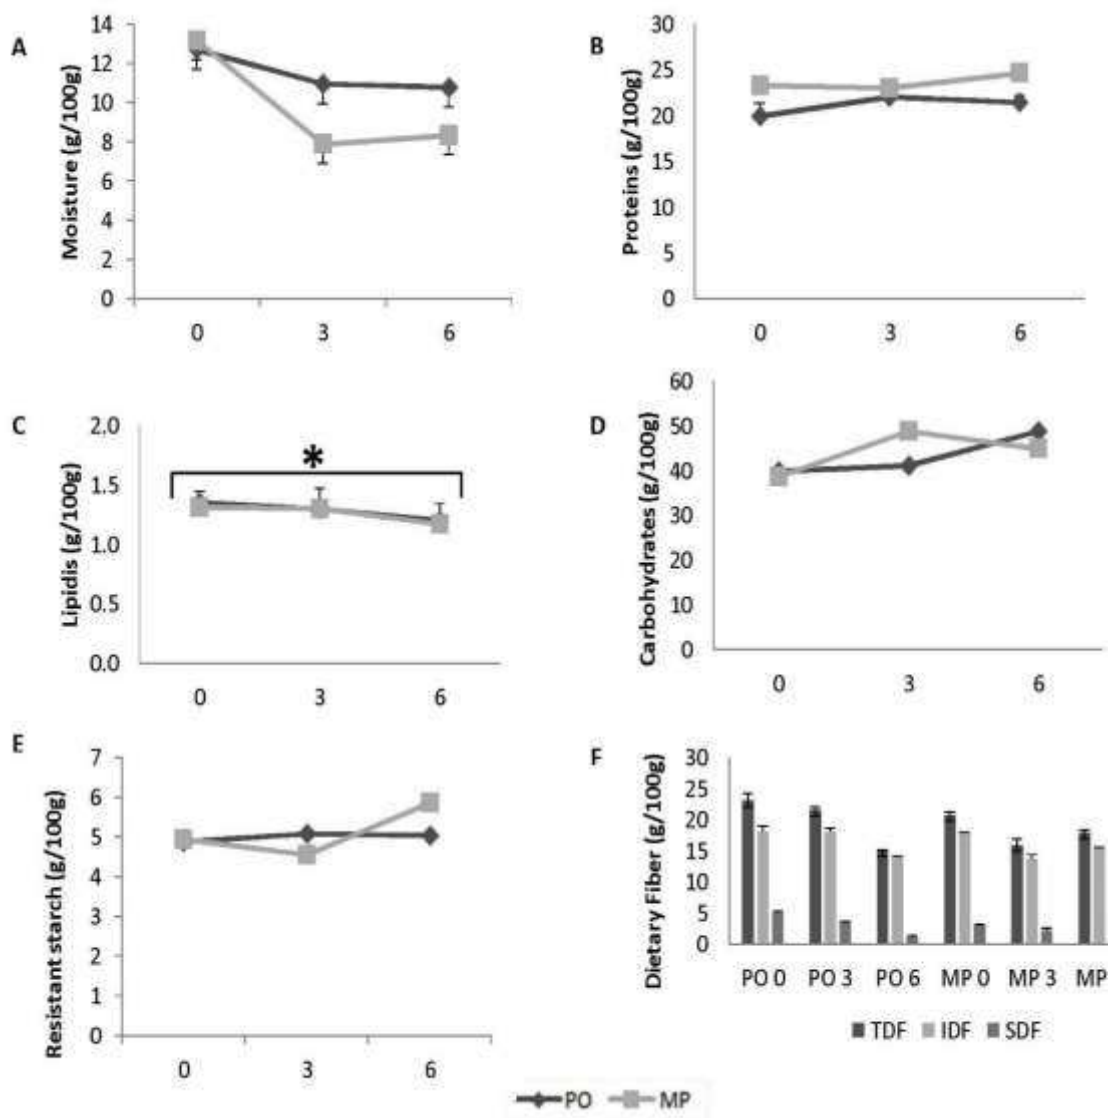 A
Moisture (g/100g)
14
12
10
8
6
4
2
0
0 3 6
B
Proteins (g/100g)
30
25
20
15
10
5
0
0 3 6
C
Lipidis (g/100g)
2.0
1.5
1.0
0.5
0.0
*
0 3 6
D
Carbohydrates (g/100g)
60
50
40
30
20
10
0
0 3 6
E
Resistant starch (g/100g)
7
6
5
4
3
2
1
0
0 3 6
F
Dietary Fiber (g/100g)
30
25
20
15
10
5
0
PO 0 PO 3 PO 6 MP 0 MP 3 MP
TDF IDF SDF
PO MP